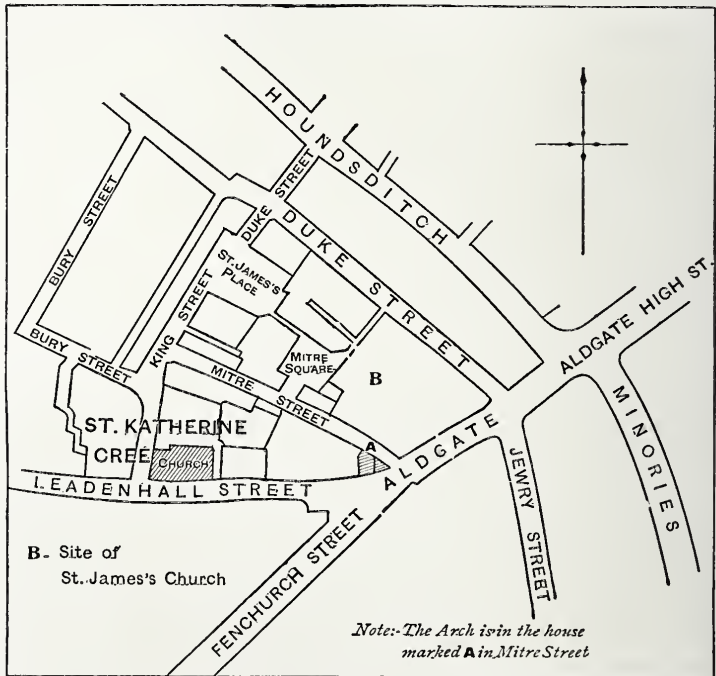 HOUNDSDITCH
DUKE STREET
DUKE STREET
BURY STREET
ST. JAMES'S
PLACE
KING STREET
ALDGATE HIGH ST.
BURY STREET
MITRE
SQUARE
MITRE STREET
B
MINORIES
ST. KATHERINE
CREE
CHURCH
A
ALDGATE
JEWRY STREET
LEADENHALL STREET
FENCHURCH STREET
B- Site of
St. James's Church
Note:- The Arch is in the house
marked A in Mitre Street